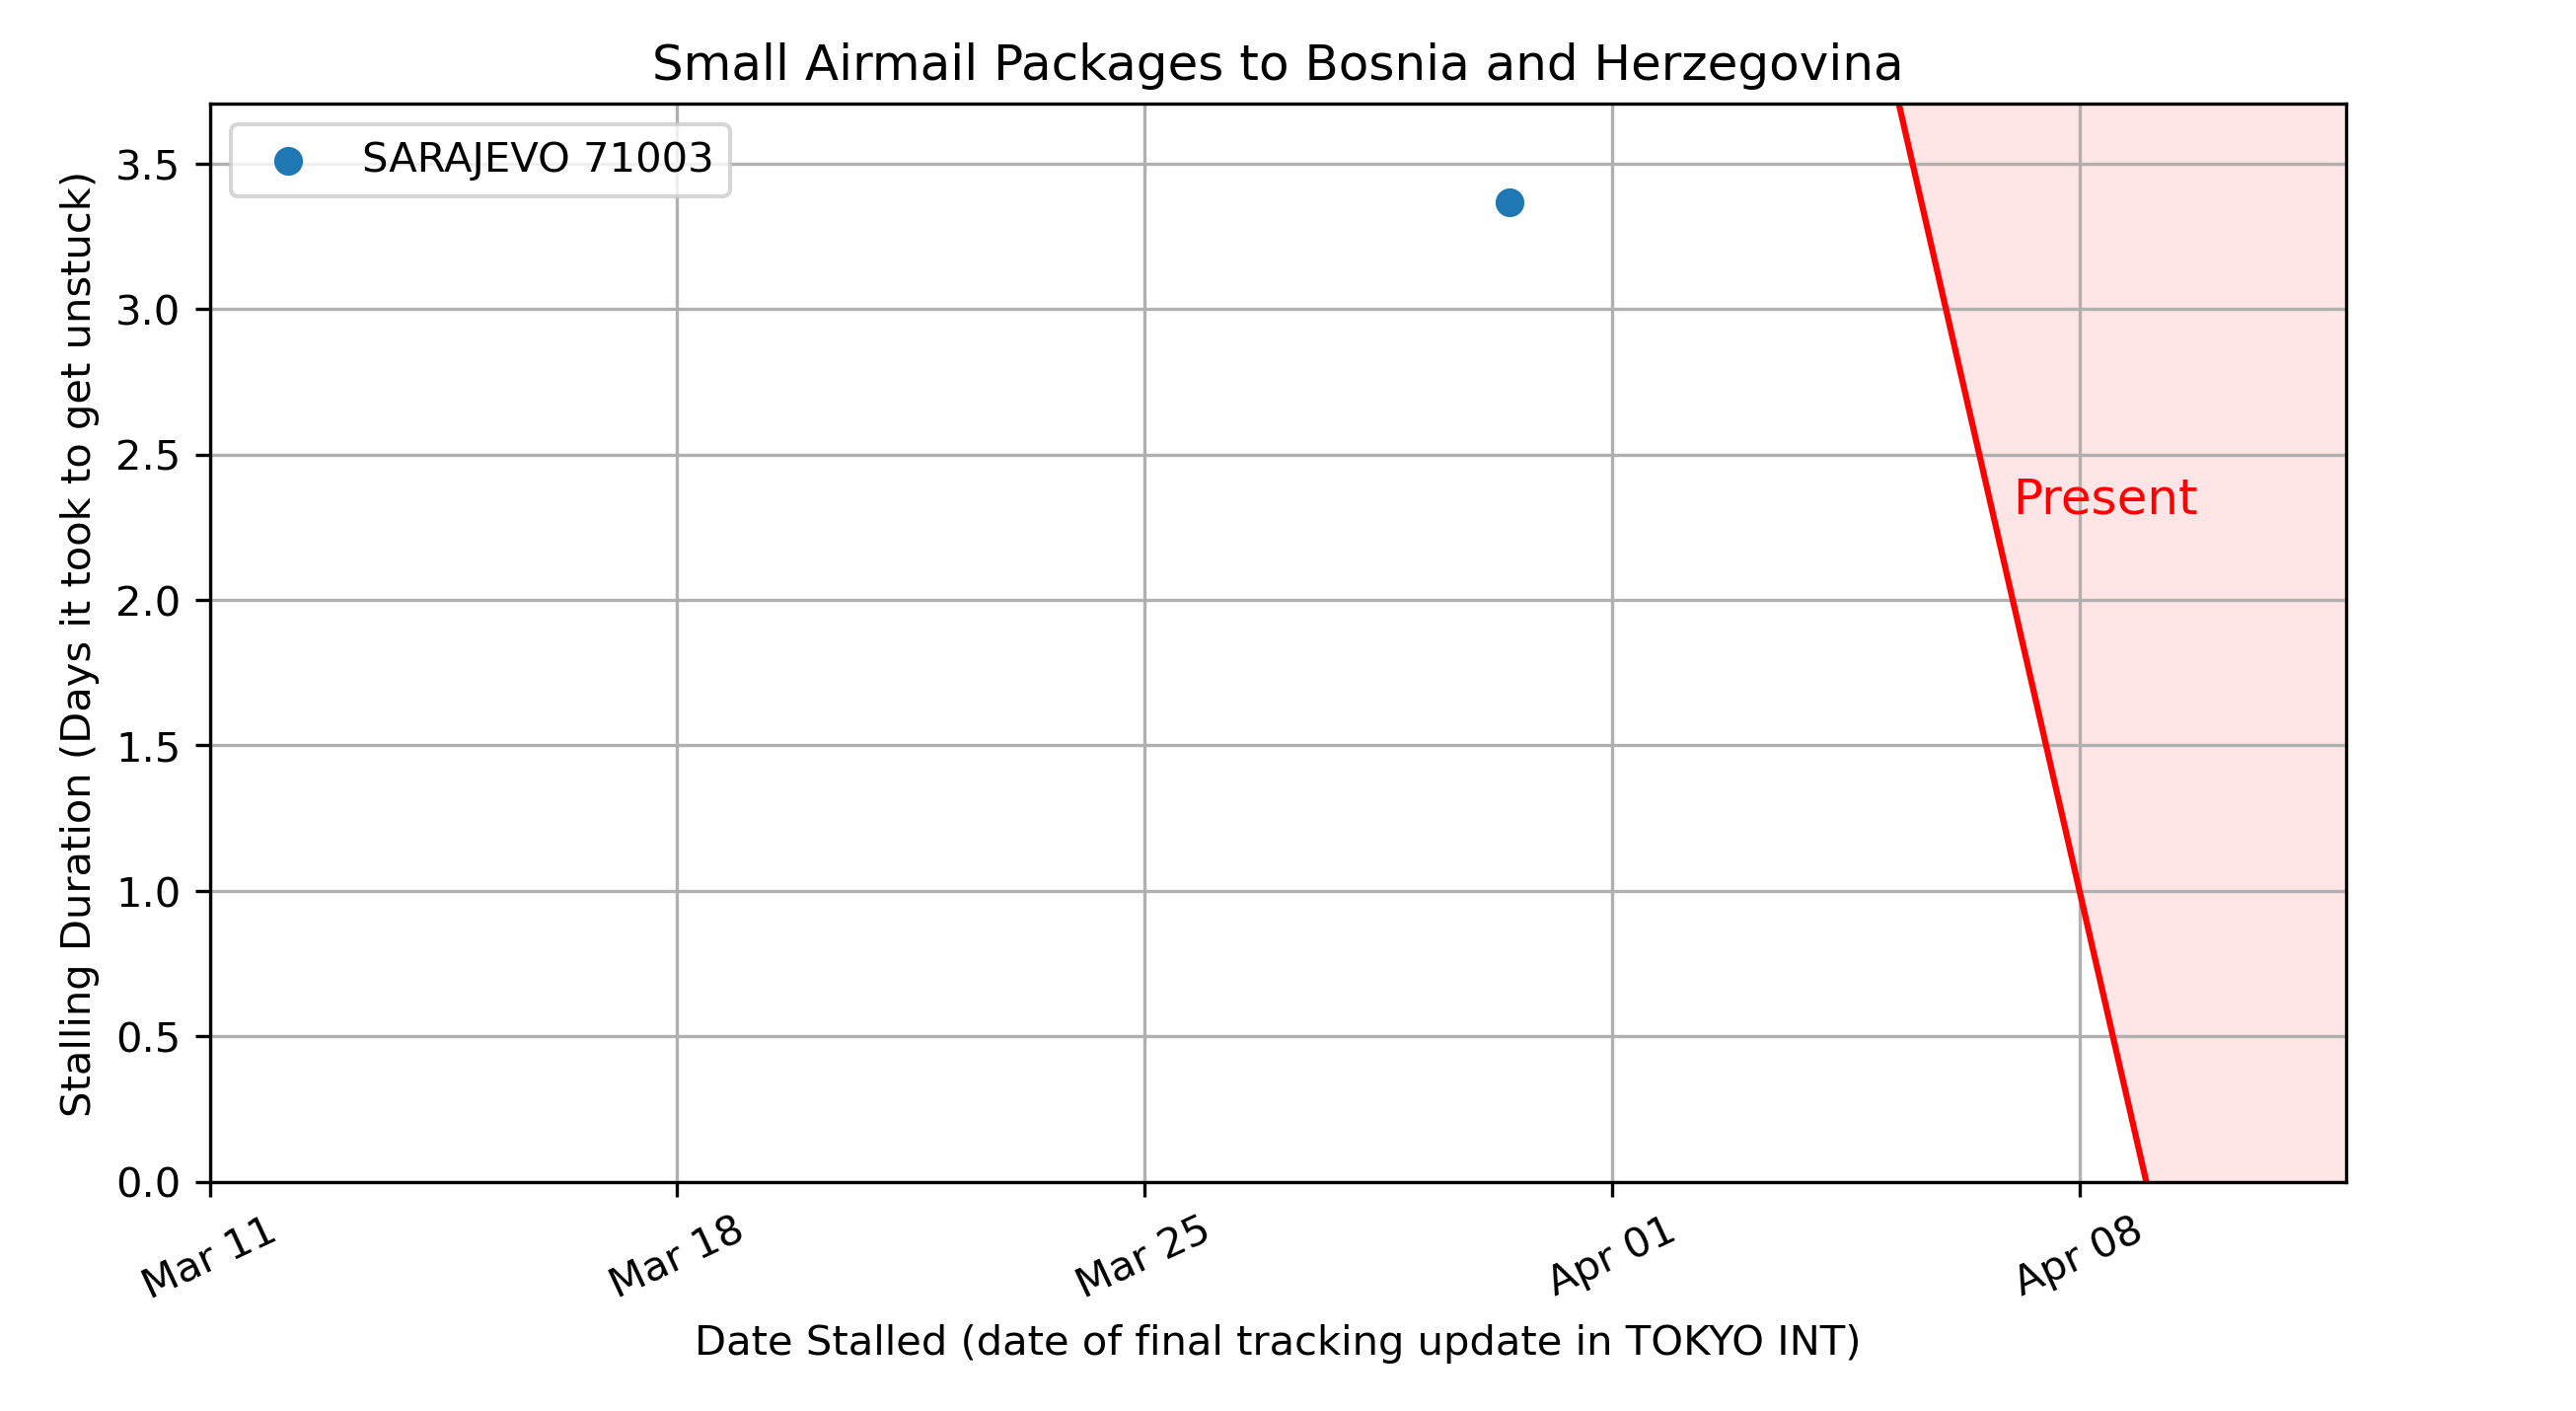 Small Airmail Packages to Bosnia and Herzegovina
SARAJEVO 71003
Stalling Duration (Days it took to get unstuck)
3.5
3.0
2.5
2.0
1.5
1.0
0.5
0.0
Present
Mar 11
Mar 18
Mar 25
Apr 01
Apr 08
Date Stalled (date of final tracking update in TOKYO INT)